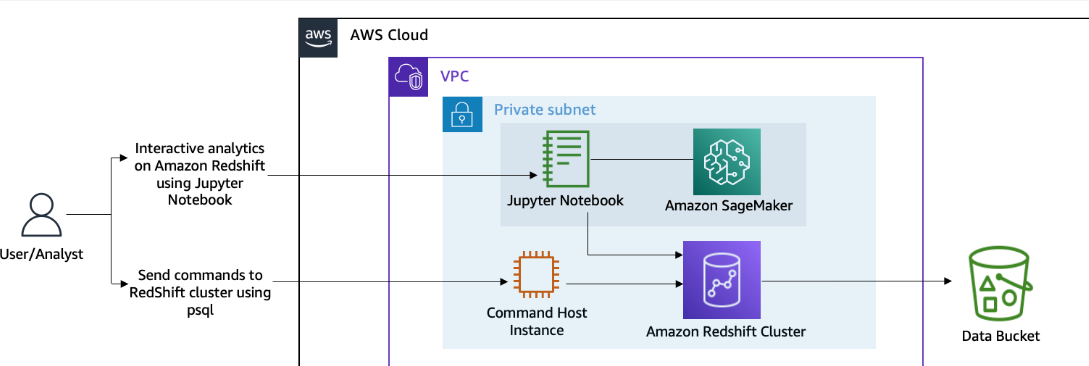 aws
AWS Cloud
VPC
Private subnet
Interactive analytics
on Amazon Redshift
using Jupyter
Notebook
Jupyter Notebook
Amazon SageMaker
User/Analyst
Send commands to
RedShift cluster using
psql
Command Host
Instance
Amazon Redshift Cluster
Data Bucket